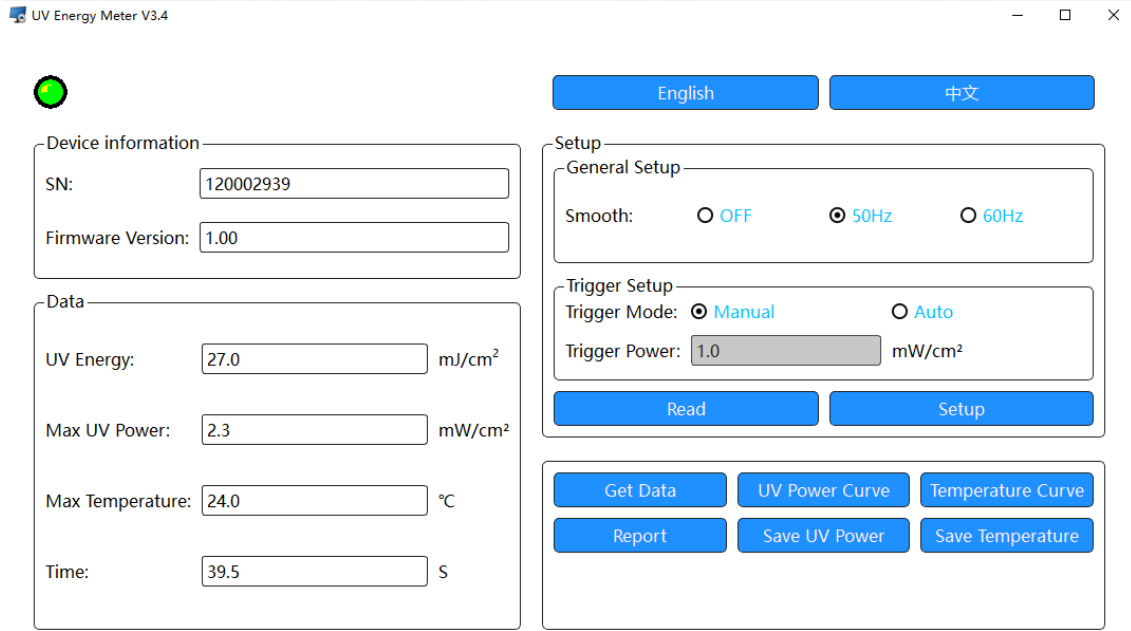 UV Energy Meter V3.4
English
中文
Device information
SN:
120002939
Firmware Version:
1.00
Data
UV Energy:
27.0
mJ/cm²
Max UV Power:
2.3
mW/cm²
Max Temperature:
24.0
℃
Time:
39.5
S
Setup
General Setup
Smooth:
OFF
50Hz
60Hz
Trigger Setup
Trigger Mode:
Manual
Auto
Trigger Power:
1.0
mW/cm²
Read
Setup
Get Data
UV Power Curve
Temperature Curve
Report
Save UV Power
Save Temperature